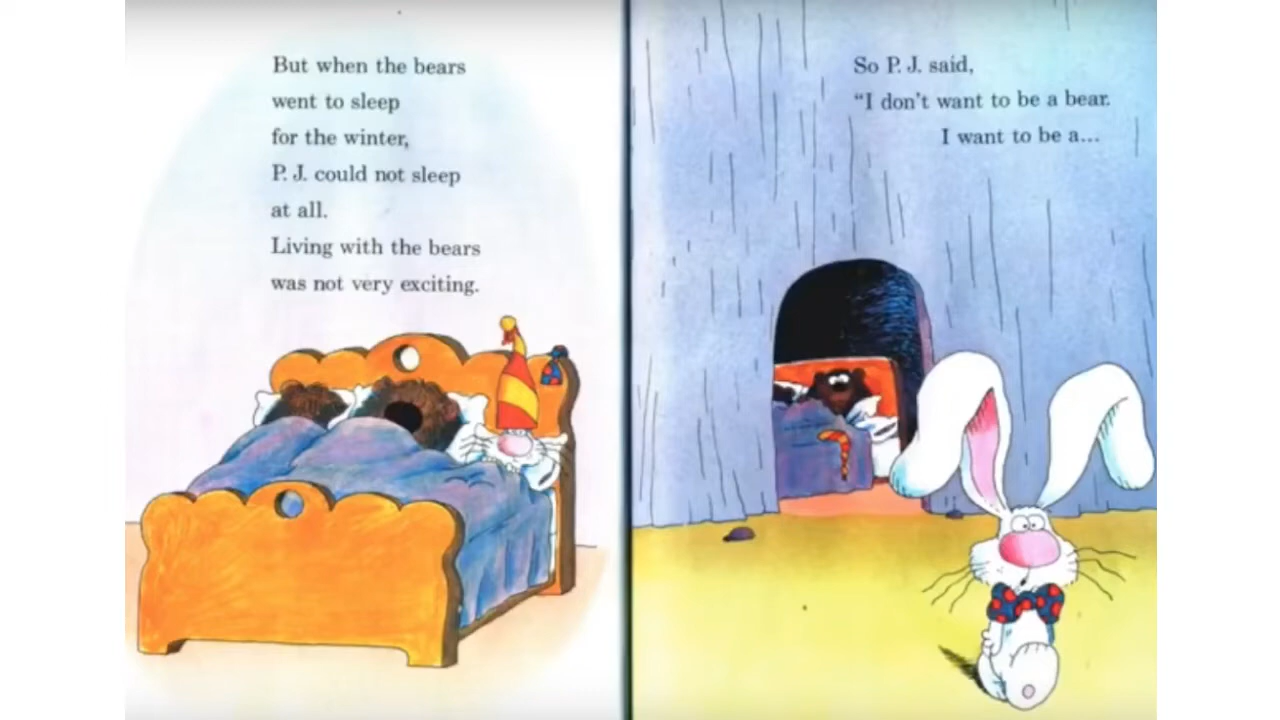 But when the bears
went to sleep
for the winter,
P. J. could not sleep
at all.
Living with the bears
was not very exciting.
So P. J. said,
“I don't want to be a bear.
I want to be a...